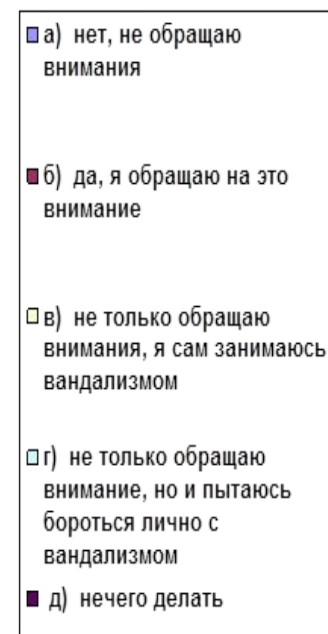 а) нет, не обращаю
внимания
б) да, я обращаю на это
внимание
в) не только обращаю
внимания, я сам занимаюсь
вандализмом
г) не только обращаю
внимание, но и пытаюсь
бороться лично с
вандализмом
д) нечего делать